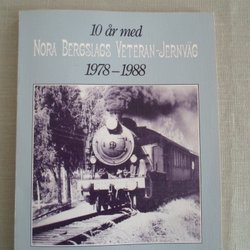 10 år med
NORA BERGSLAGS VETERAN-JERNVÄG
1978-1988